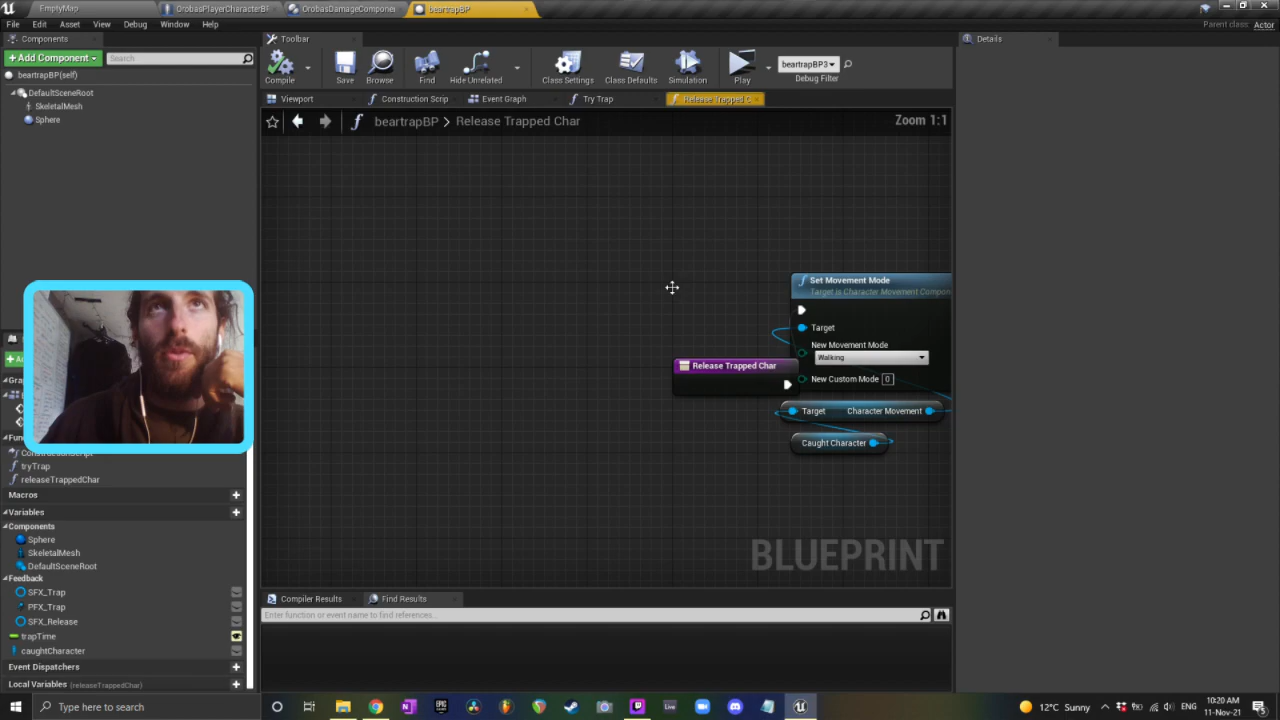 EmptyMap
OrobasPlayerCharacterBP
OrobasDamageComponen
beartrapBP
File Edit Asset View Debug Window Help
Parent class: Actor
Components
Toolbar
Details
+Add Component
Search
beartrapBP(self)
DefaultSceneRoot
SkeletalMesh
Sphere
Compile
Save
Browse
Find
Hide Unrelated
Class Settings
Class Defaults
Simulation
Play
beartrapBP3
Debug Filter
Viewport
Construction Scrip
Event Graph
Try Trap
Release Trapped C
beartrapBP > Release Trapped Char
Zoom 1:1
Set Movement Mode
Target is Character Movement Compon
Target
New Movement Mode
Walking
New Custom Mode 0
Release Trapped Char
Target Character Movement
Caught Character
BLUEPRINT
tryTrap
releaseTrappedChar
Macros
Variables
Components
Sphere
SkeletalMesh
DefaultSceneRoot
Feedback
SFX_Trap
PFX_Trap
SFX_Release
trapTime
caughtCharacter
Event Dispatchers
Local Variables (releaseTrappedChar)
Compiler Results
Find Results
Enter function or event name to find references...
Type here to search
Live
12°C Sunny
ENG
10:20 AM
11-Nov-21